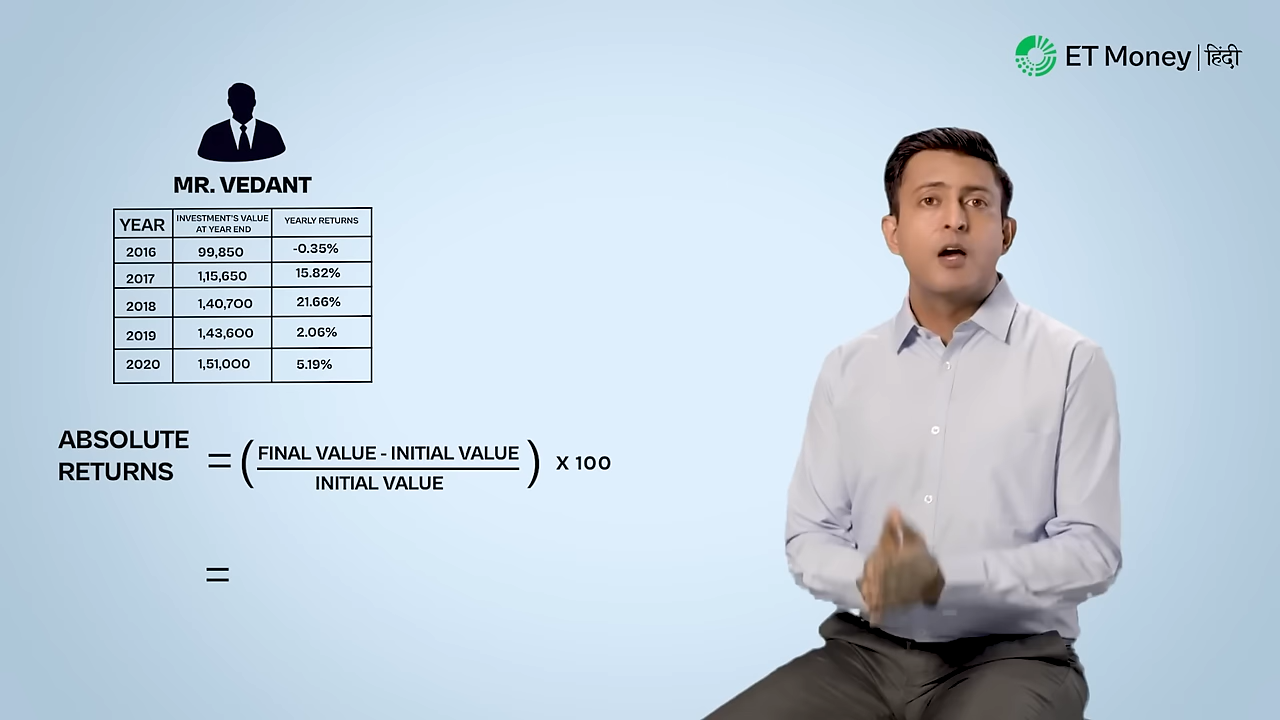 ET Money | हिंदी
MR. VEDANT
YEAR INVESTMENT'S VALUE AT YEAR END YEARLY RETURNS
2016 99,850 -0.35%
2017 1,15,650 15.82%
2018 1,40,700 21.66%
2019 1,43,600 2.06%
2020 1,51,000 5.19%
ABSOLUTE RETURNS = ( FINAL VALUE - INITIAL VALUE / INITIAL VALUE ) X 100
=